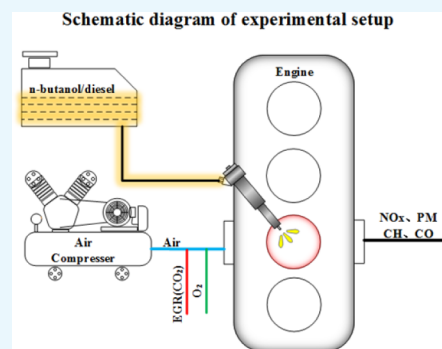 Schematic diagram of experimental setup
n-butanol/diesel
Engine
Air
Compresser
Air
EGR(CO₂)
O₂
NOx、PM
CH、CO